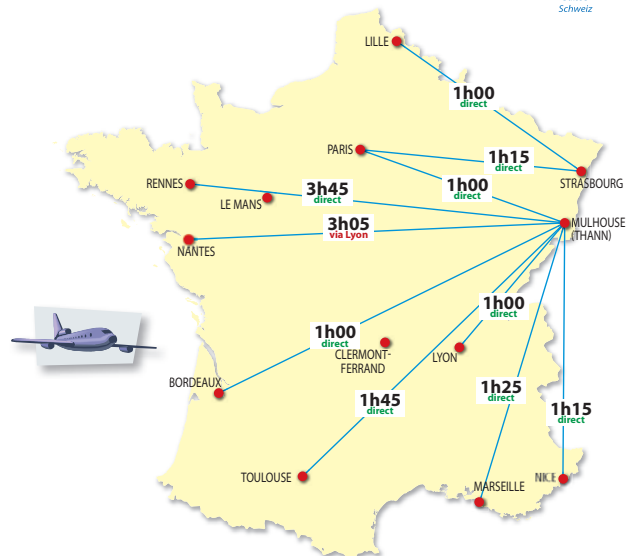 Schweiz
LILLE
1h00
direct
PARIS
1h15
direct
STRASBOURG
RENNES
3h45
direct
1h00
direct
LE MANS
MULHOUSE
(THANN)
3h05
via Lyon
NANTES
1h00
direct
1h00
direct
CLERMONT-
FERRAND
LYON
BORDEAUX
1h45
direct
1h25
direct
1h15
direct
TOULOUSE
MARSEILLE
NICE